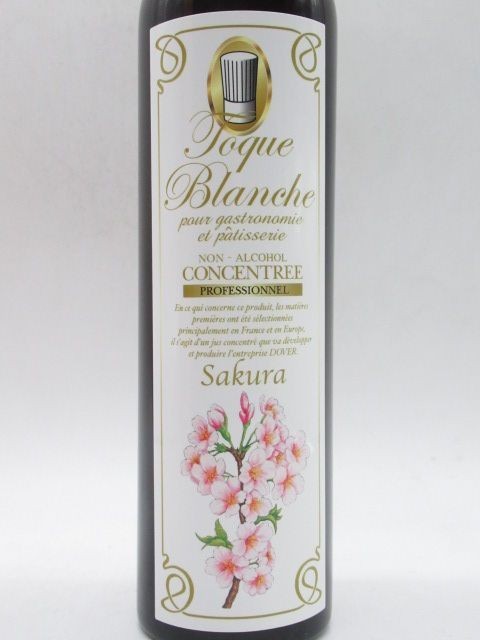 Toque
Blanche
pour gastronomie
et pâtisserie
NON - ALCOHOL
CONCENTREE
PROFESSIONNEL
En ce qui concerne ce produit, les matières
premières ont été sélectionnées
principalement en France et en Europe,
il s'agit d'un jus concentré que va développer
et produire l'entreprise DOVER.
Sakura